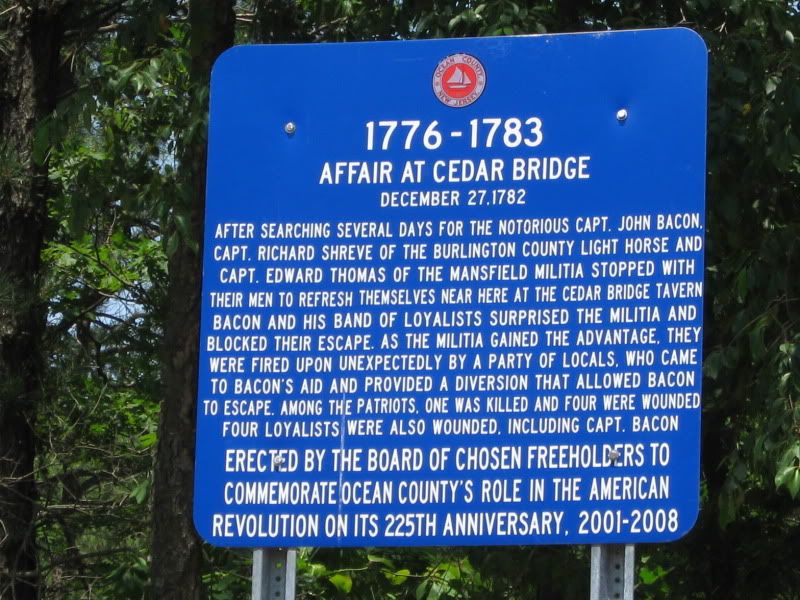 OCEAN COUNTY
NEW JERSEY
1776-1783
AFFAIR AT CEDAR BRIDGE
DECEMBER 27, 1782
AFTER SEARCHING SEVERAL DAYS FOR THE NOTORIOUS CAPT. JOHN BACON,
CAPT. RICHARD SHREVE OF THE BURLINGTON COUNTY LIGHT HORSE AND
CAPT. EDWARD THOMAS OF THE MANSFIELD MILITIA STOPPED WITH
THEIR MEN TO REFRESH THEMSELVES NEAR HERE AT THE CEDAR BRIDGE TAVERN
BACON AND HIS BAND OF LOYALISTS SURPRISED THE MILITIA AND
BLOCKED THEIR ESCAPE. AS THE MILITIA GAINED THE ADVANTAGE, THEY
WERE FIRED UPON UNEXPECTEDLY BY A PARTY OF LOCALS, WHO CAME
TO BACON'S AID AND PROVIDED A DIVERSION THAT ALLOWED BACON
TO ESCAPE. AMONG THE PATRIOTS, ONE WAS KILLED AND FOUR WERE WOUNDED
FOUR LOYALISTS WERE ALSO WOUNDED, INCLUDING CAPT. BACON
ERECTED BY THE BOARD OF CHOSEN FREEHOLDERS TO
COMMEMORATE OCEAN COUNTY'S ROLE IN THE AMERICAN
REVOLUTION ON ITS 225TH ANNIVERSARY, 2001-2008